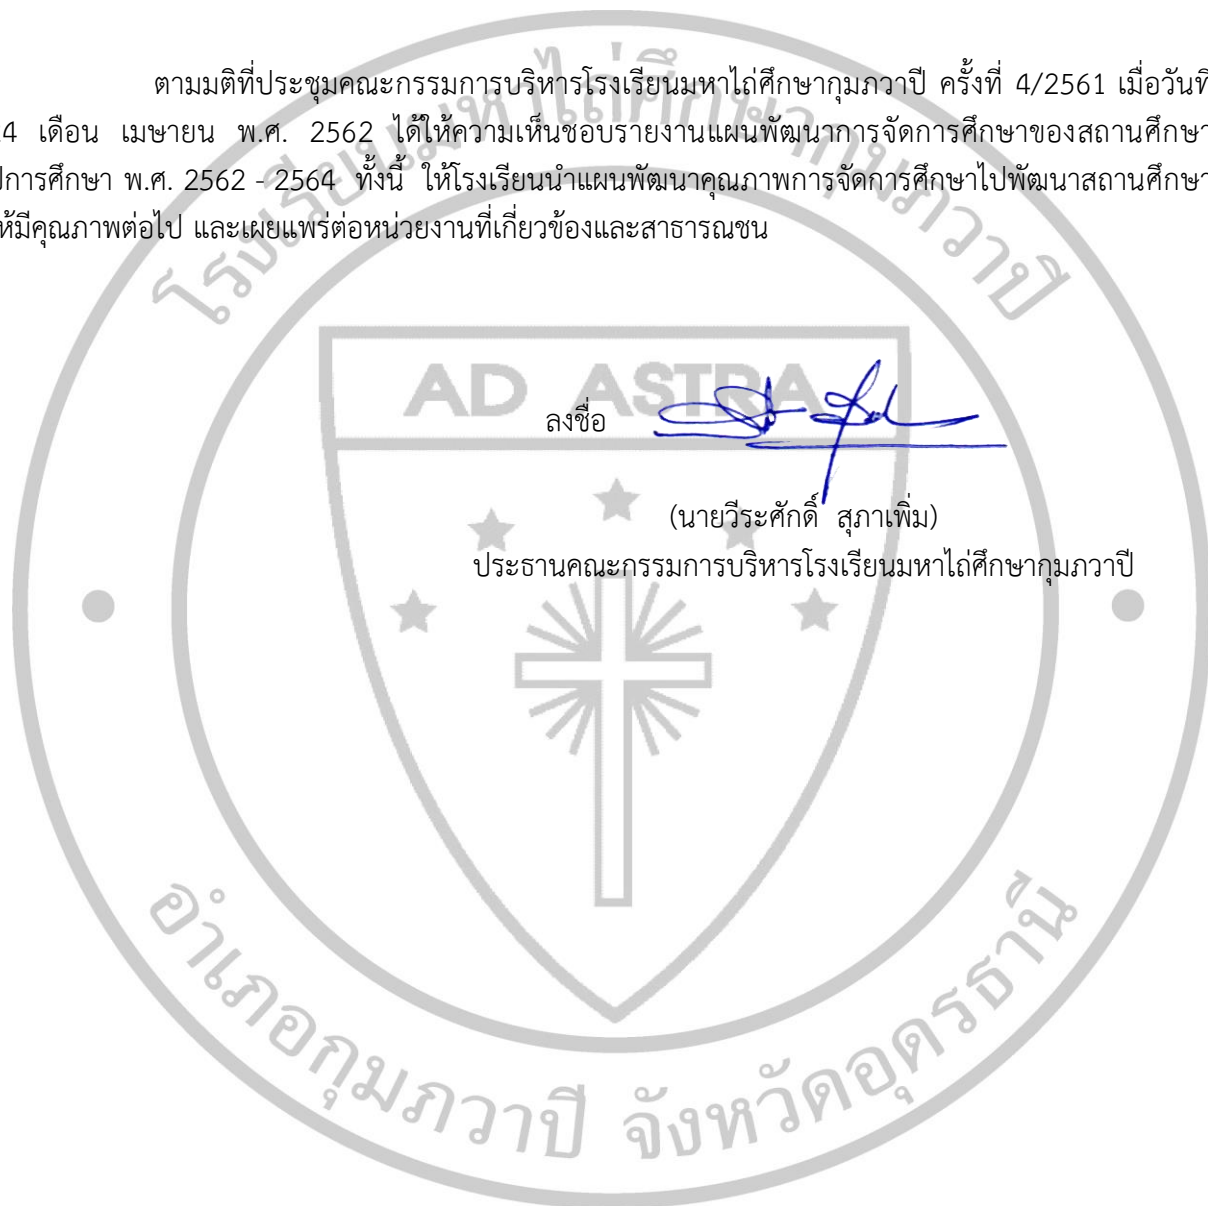 ตามมติที่ประชุมคณะกรรมการบริหารโรงเรียนมหาไถ่ศึกษากุมภวาปี ครั้งที่ 4/2561 เมื่อวันที่
4 เดือน เมษายน พ.ศ. 2562 ได้ให้ความเห็นชอบรายงานแผนพัฒนาการจัดการศึกษาของสถานศึกษา
ปีการศึกษา พ.ศ. 2562 - 2564 ทั้งนี้ ให้โรงเรียนนำแผนพัฒนาคุณภาพการจัดการศึกษาไปพัฒนาสถานศึกษา
ให้มีคุณภาพต่อไป และเผยแพร่ต่อหน่วยงานที่เกี่ยวข้องและสาธารณชน
โรงเรียนมหาไถ่ศึกษากุมภวาปี
AD ASTRA
ลงชื่อ
(นายวีระศักดิ์ สุภาเพิ่ม)
ประธานคณะกรรมการบริหารโรงเรียนมหาไถ่ศึกษากุมภวาปี
อำเภอกุมภวาปี จังหวัดอุดรธานี